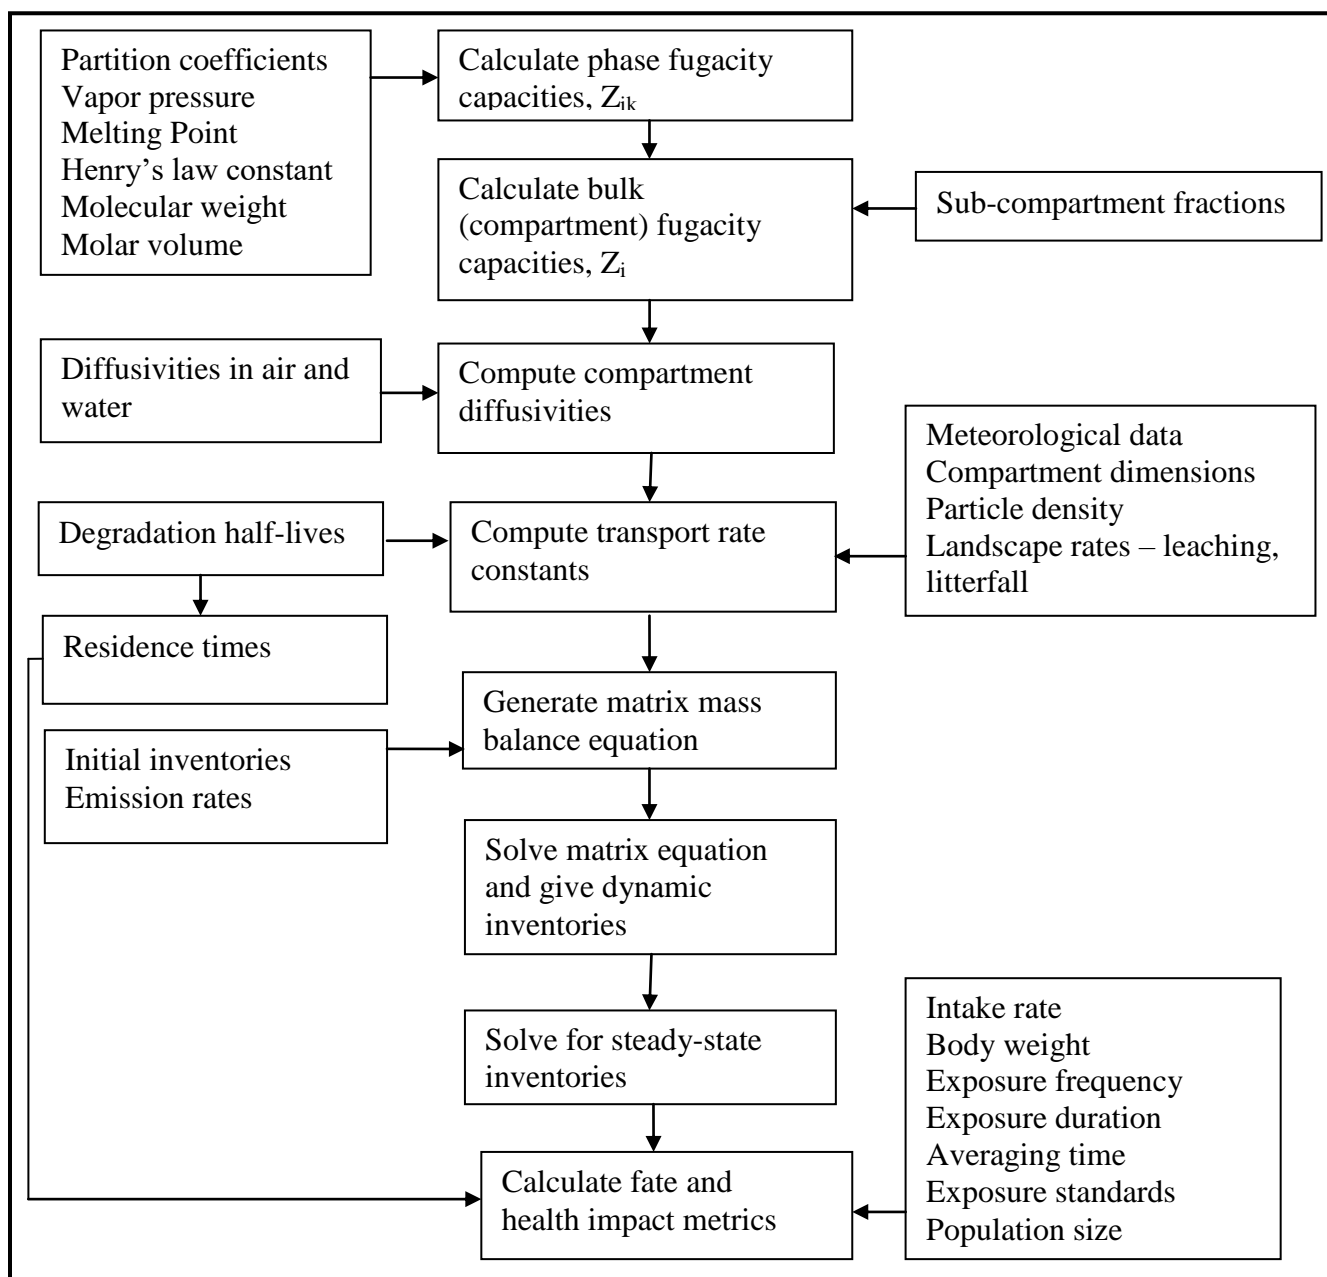 Partition coefficients
Vapor pressure
Melting Point
Henry’s law constant
Molecular weight
Molar volume
Calculate phase fugacity
capacities, Zik
Calculate bulk
(compartment) fugacity
capacities, Zi
Sub-compartment fractions
Diffusivities in air and
water
Compute compartment
diffusivities
Meteorological data
Compartment dimensions
Particle density
Landscape rates – leaching,
litterfall
Degradation half-lives
Compute transport rate
constants
Residence times
Generate matrix mass
balance equation
Initial inventories
Emission rates
Solve matrix equation
and give dynamic
inventories
Solve for steady-state
inventories
Intake rate
Body weight
Exposure frequency
Exposure duration
Averaging time
Exposure standards
Population size
Calculate fate and
health impact metrics